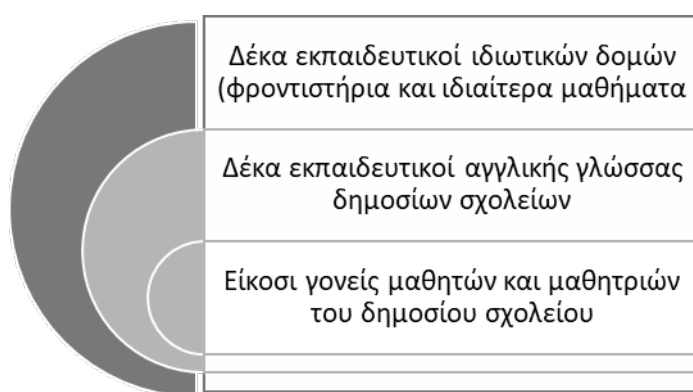 Δέκα εκπαιδευτικοί ιδιωτικών δομών
(φροντιστήρια και ιδιαίτερα μαθήματα
Δέκα εκπαιδευτικοί αγγλικής γλώσσας
δημοσίων σχολείων
Είκοσι γονείς μαθητών και μαθητριών
του δημοσίου σχολείου